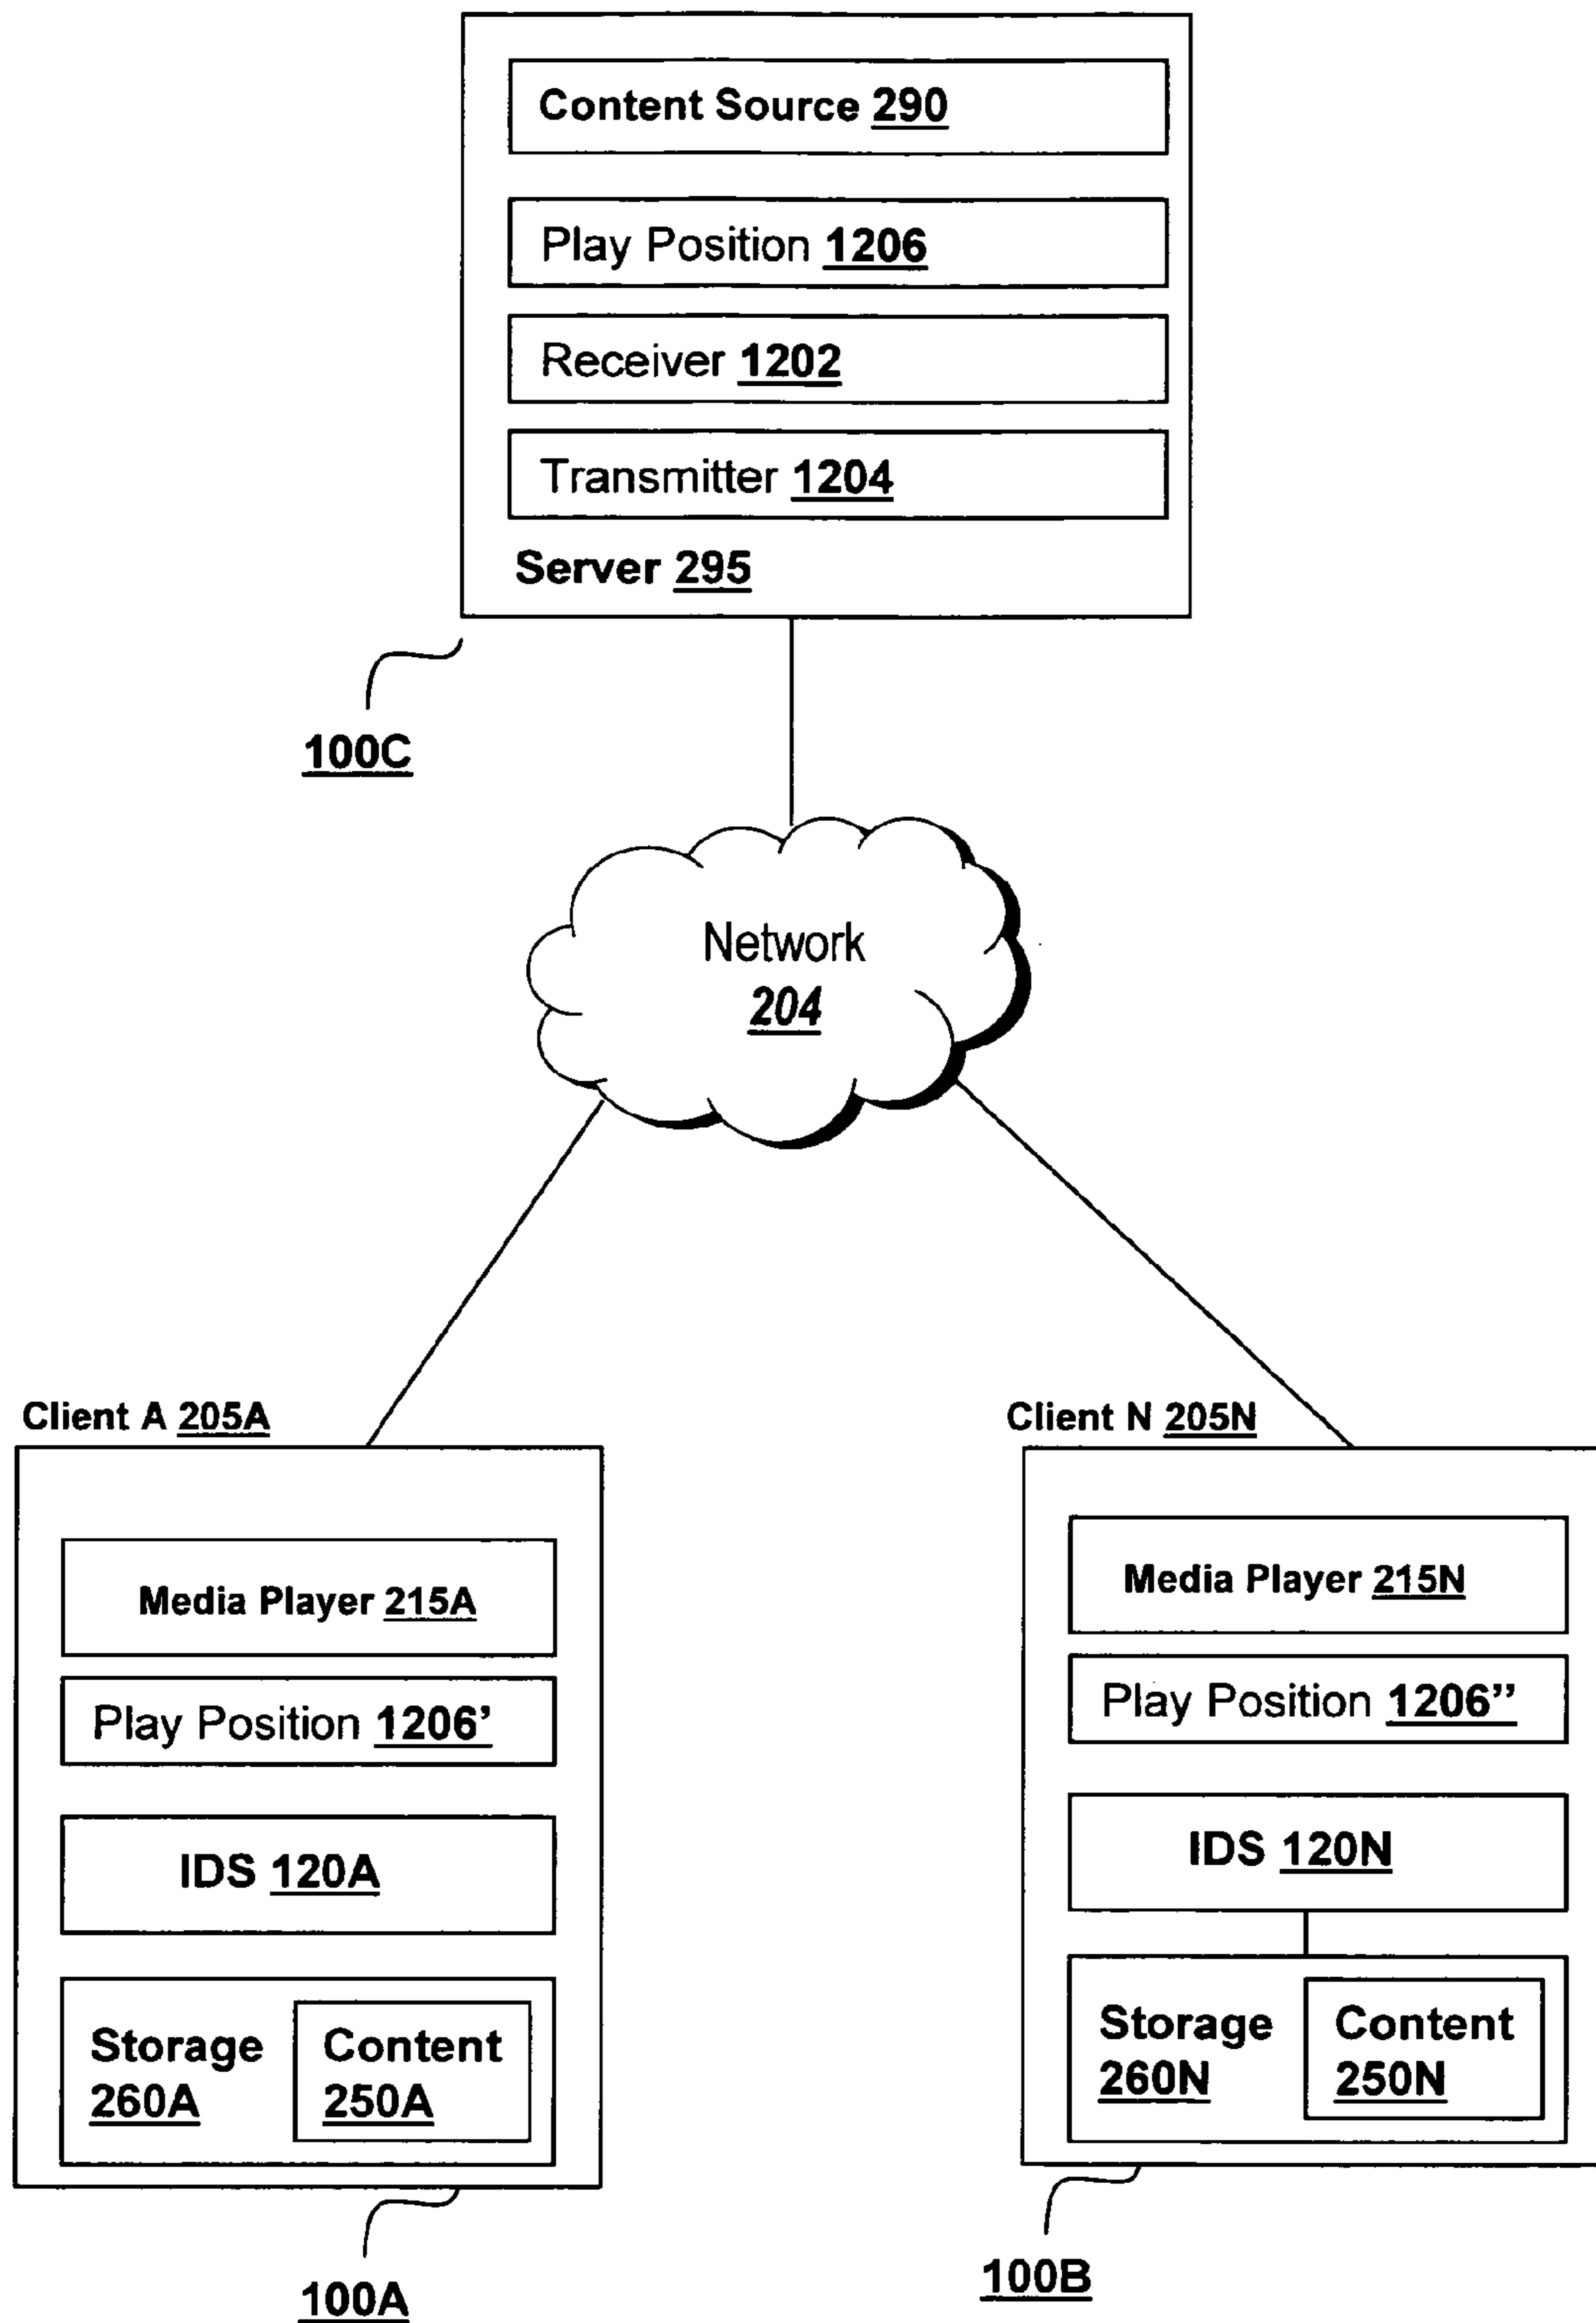 Content Source 290
Play Position 1206
Receiver 1202
Transmitter 1204
Server 295
100C
Network
204
Client A 205A
Media Player 215A
Play Position 1206’
IDS 120A
Storage
260A
Content
250A
100A
Client N 205N
Media Player 215N
Play Position 1206’’
IDS 120N
Storage
260N
Content
250N
100B